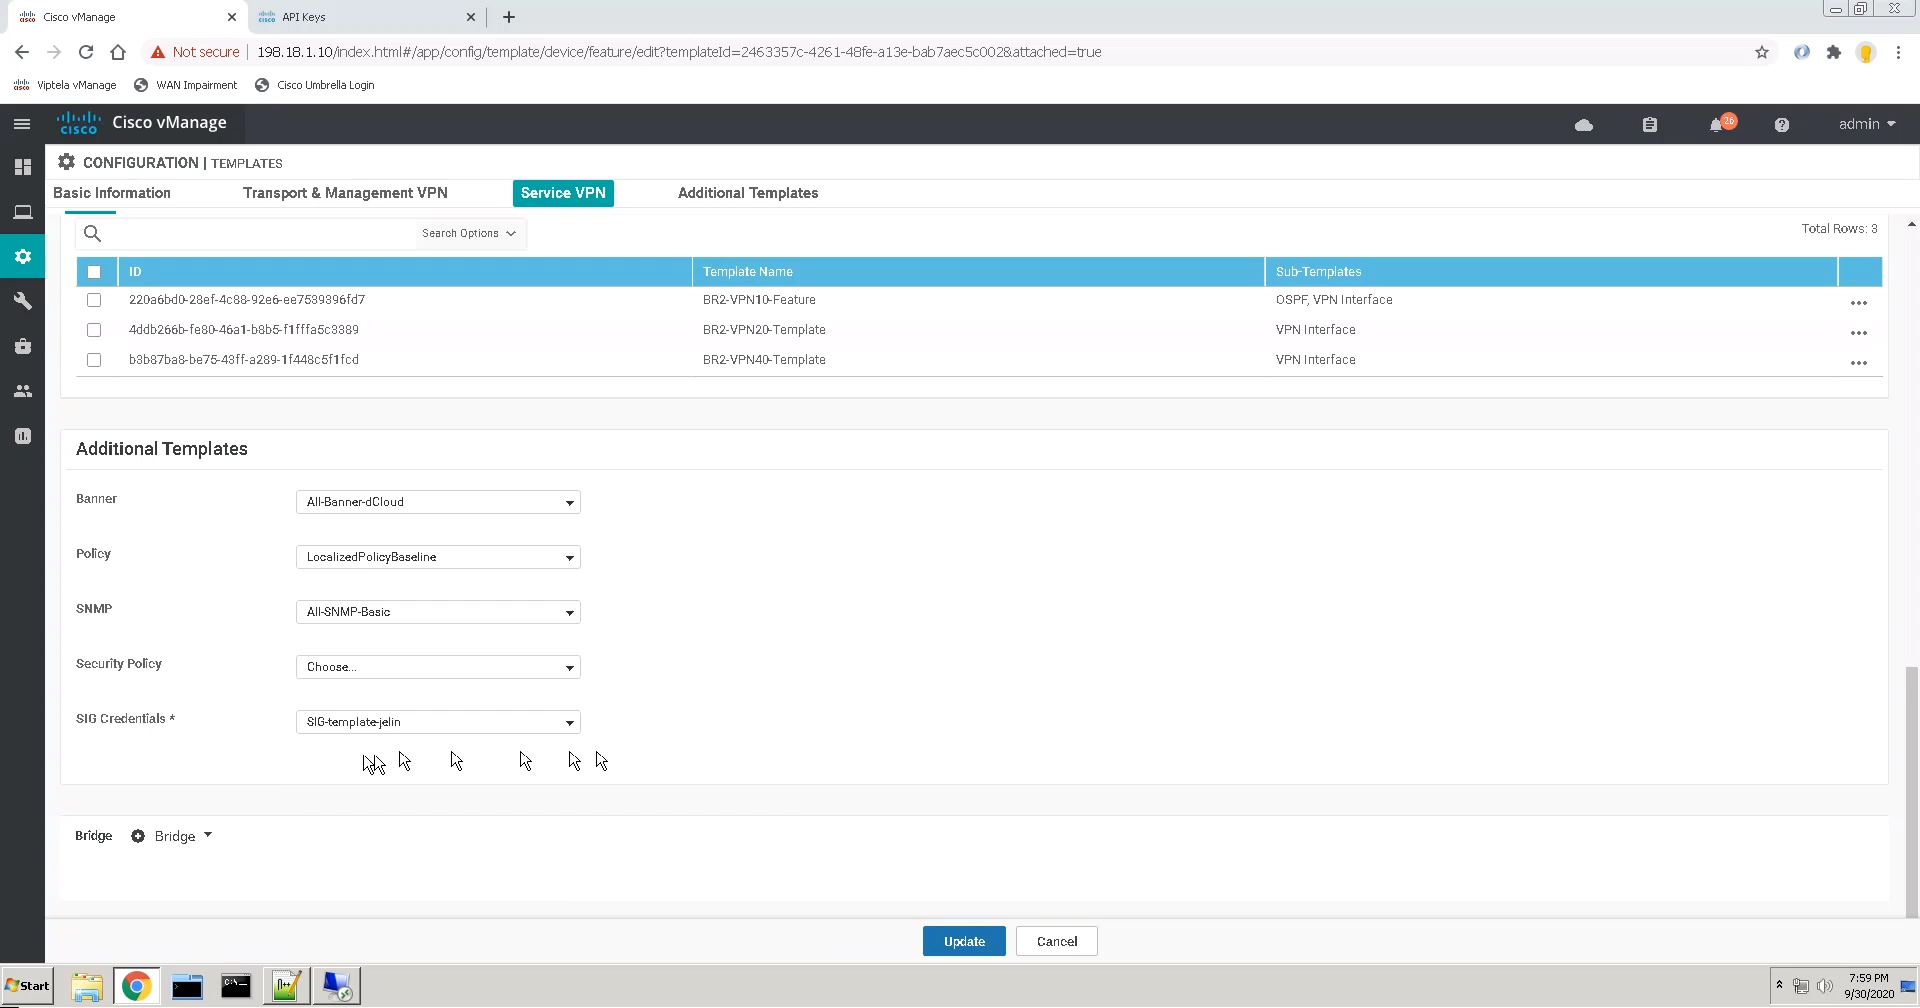 Cisco vManage
API Keys
Not secure
198.18.1.10/index.html#/app/config/template/device/feature/edit?templateId=2463357c-4261-48fe-a13e-bab7aec5c002&attached=true
Viptela vManage
WAN Impairment
Cisco Umbrella Login
cisco
Cisco vManage
26
admin
CONFIGURATION | TEMPLATES
Basic Information
Transport & Management VPN
Service VPN
Additional Templates
Search Options
Total Rows: 3
ID
Template Name
Sub-Templates
220a6bd0-28ef-4c88-92e6-ee7539396fd7
BR2-VPN10-Feature
OSPF, VPN Interface
4ddb266b-fe80-46a1-b8b5-f1fffa5c3389
BR2-VPN20-Template
VPN Interface
b3b87ba8-be75-43ff-a289-1f448c5f1fcd
BR2-VPN40-Template
VPN Interface
Additional Templates
Banner
All-Banner-dCloud
Policy
LocalizedPolicyBaseline
SNMP
All-SNMP-Basic
Security Policy
Choose...
SIG Credentials *
SIG-template-jelin
Bridge
Bridge
Update
Cancel
Start
7:59 PM
9/30/2020